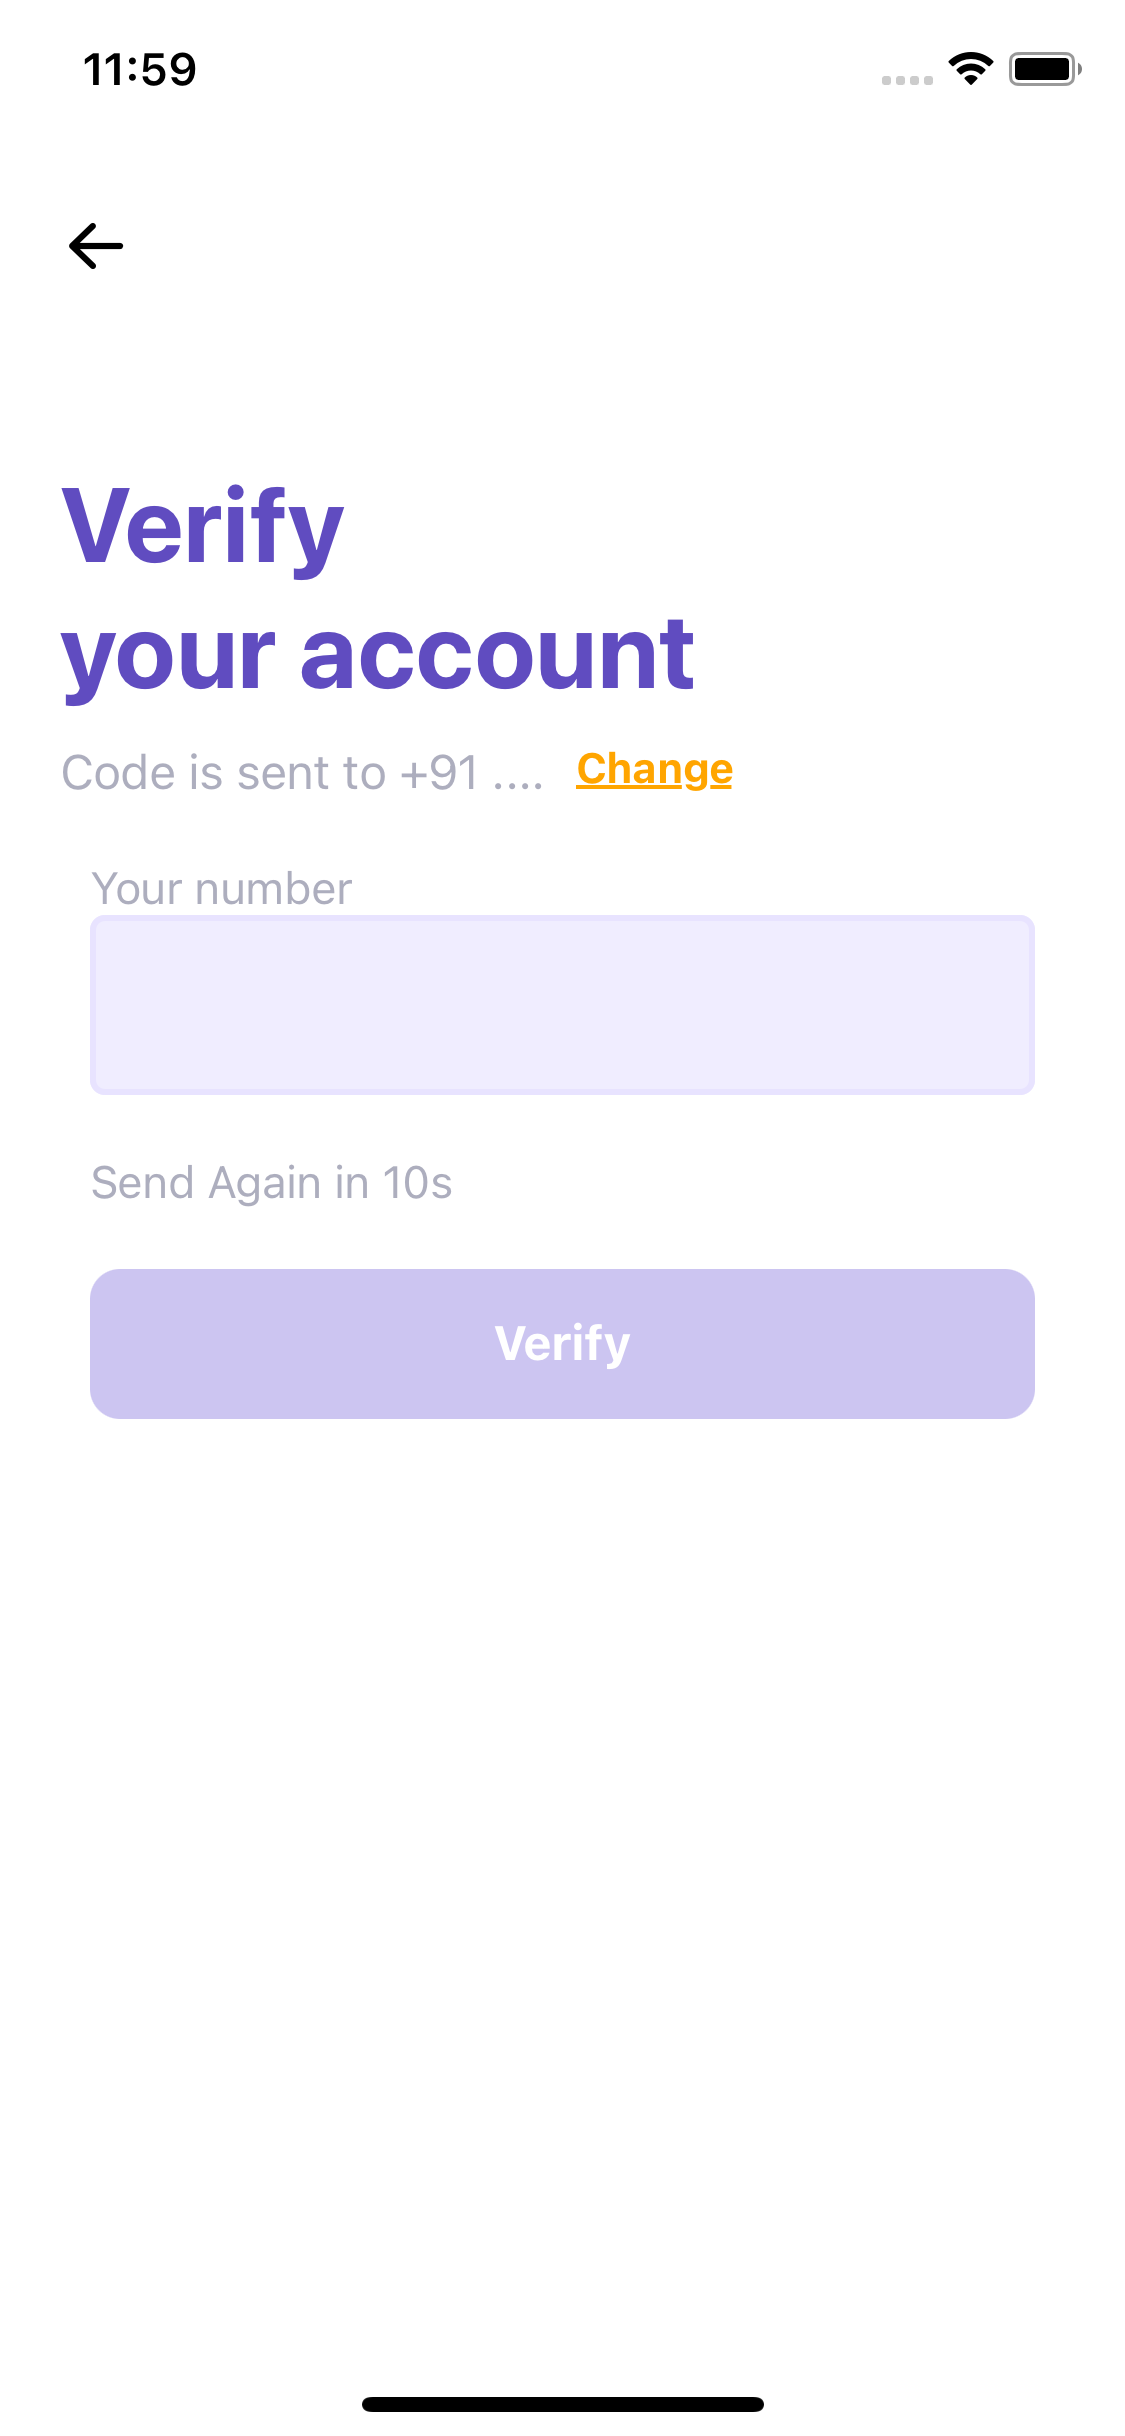 11:59
Verify
your account
Code is sent to +91 .... Change
Your number
Send Again in 10s
Verify